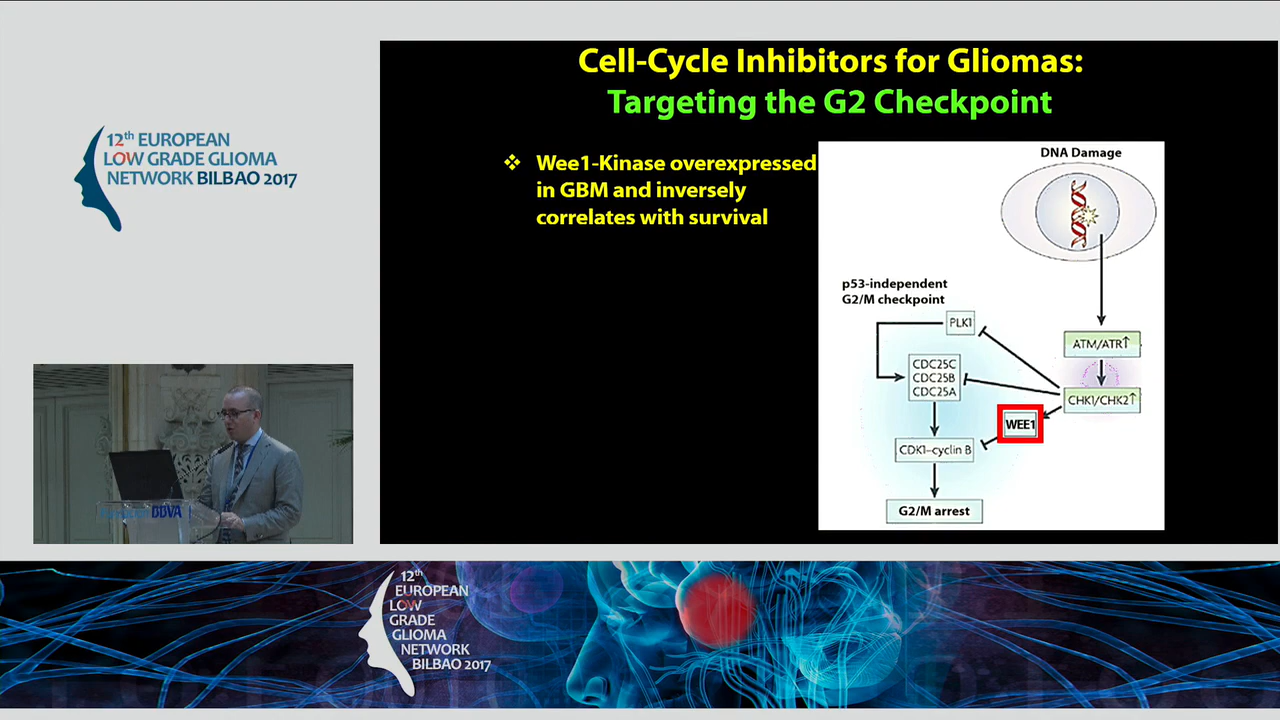 Cell-Cycle Inhibitors for Gliomas:
Targeting the G2 Checkpoint
12th EUROPEAN
LOW GRADE GLIOMA
NETWORK BILBAO 2017
❖ Wee1-Kinase overexpressed
in GBM and inversely
correlates with survival
DNA Damage
p53-independent
G2/M checkpoint
PLK1
ATM/ATR↑
CDC25C
CDC25B
CDC25A
CHK1/CHK2↑
WEE1
CDK1–cyclin B
G2/M arrest
BBVA
12th
EUROPEAN
LOW
GRADE
GLIOMA
NETWORK
BILBAO 2017